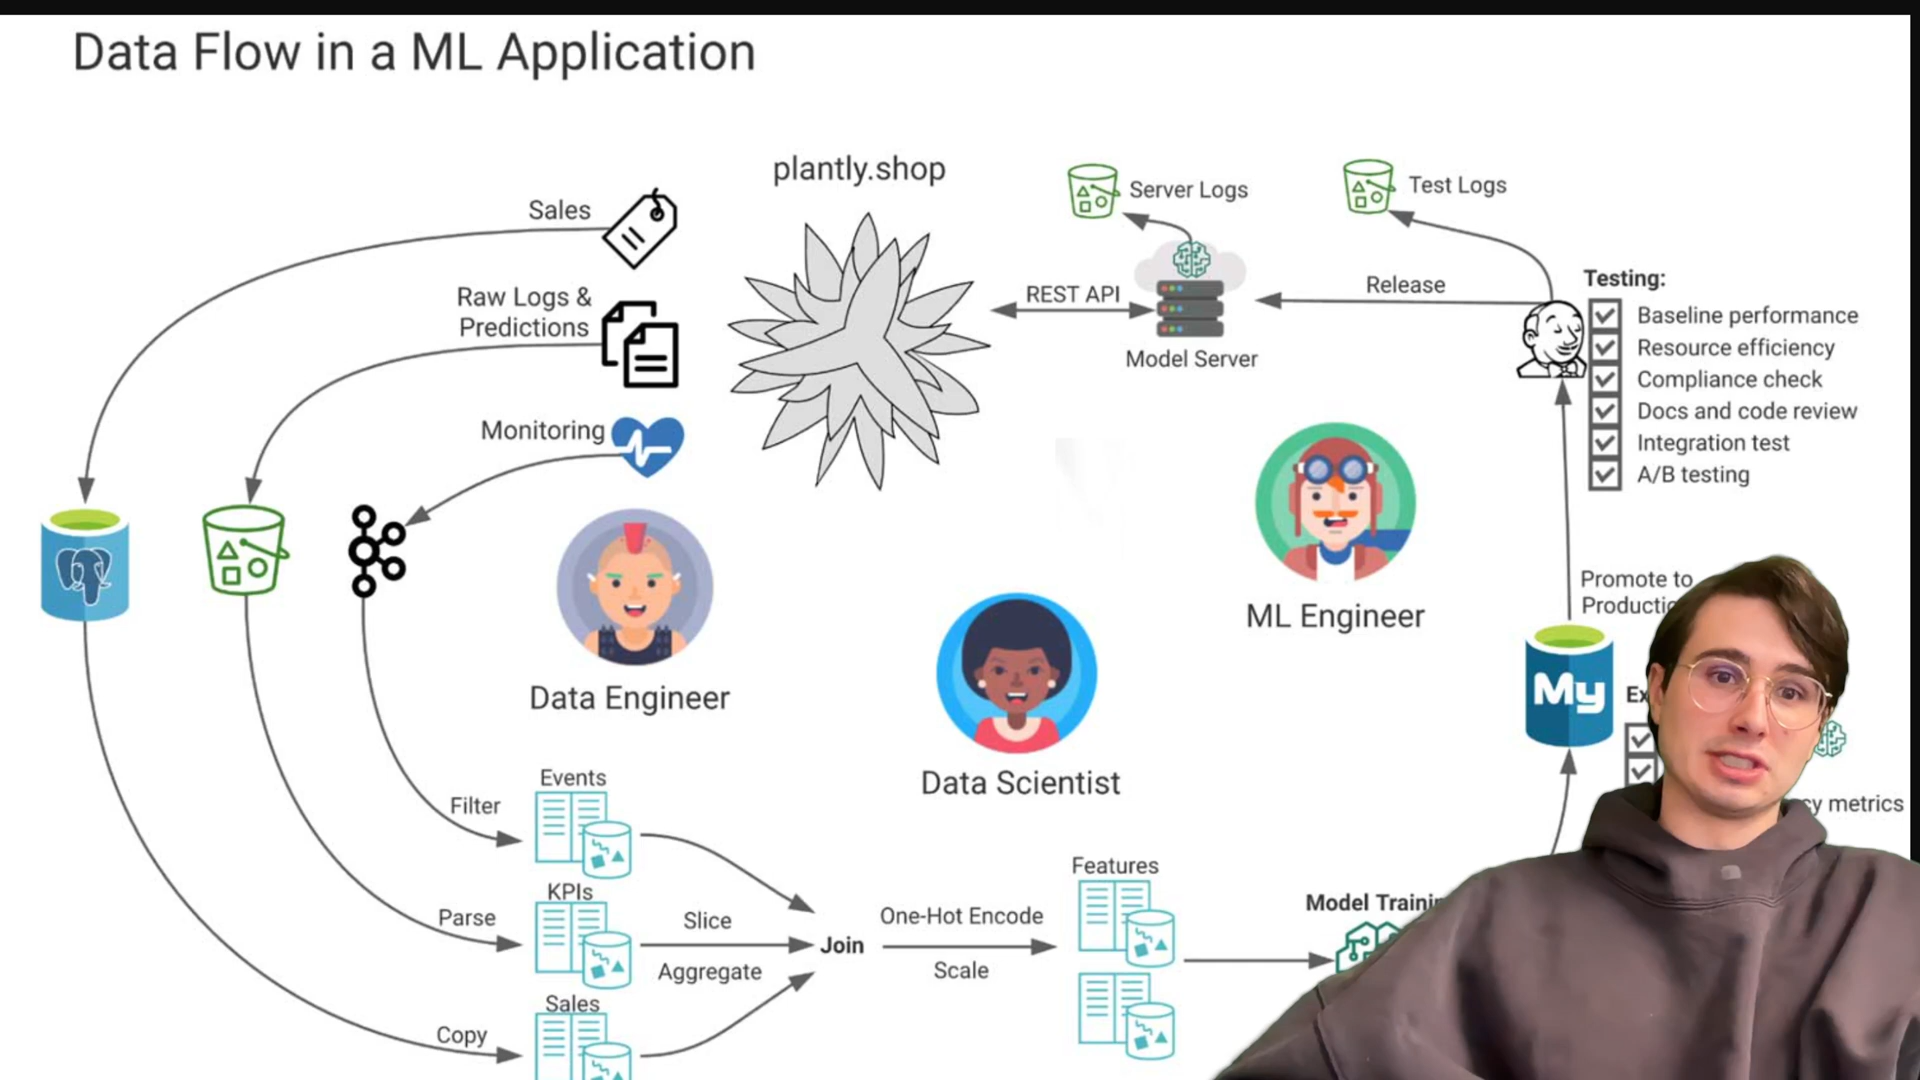 Data Flow in a ML Application
plantly.shop
Sales
Raw Logs &
Predictions
Monitoring
Server Logs
Test Logs
REST API
Release
Model Server
Testing:
Baseline performance
Resource efficiency
Compliance check
Docs and code review
Integration test
A/B testing
Data Engineer
Data Scientist
ML Engineer
Promote to
My
metrics
Filter
Parse
Copy
Events
KPIs
Sales
Slice
Aggregate
Join
One-Hot Encode
Scale
Features
Model